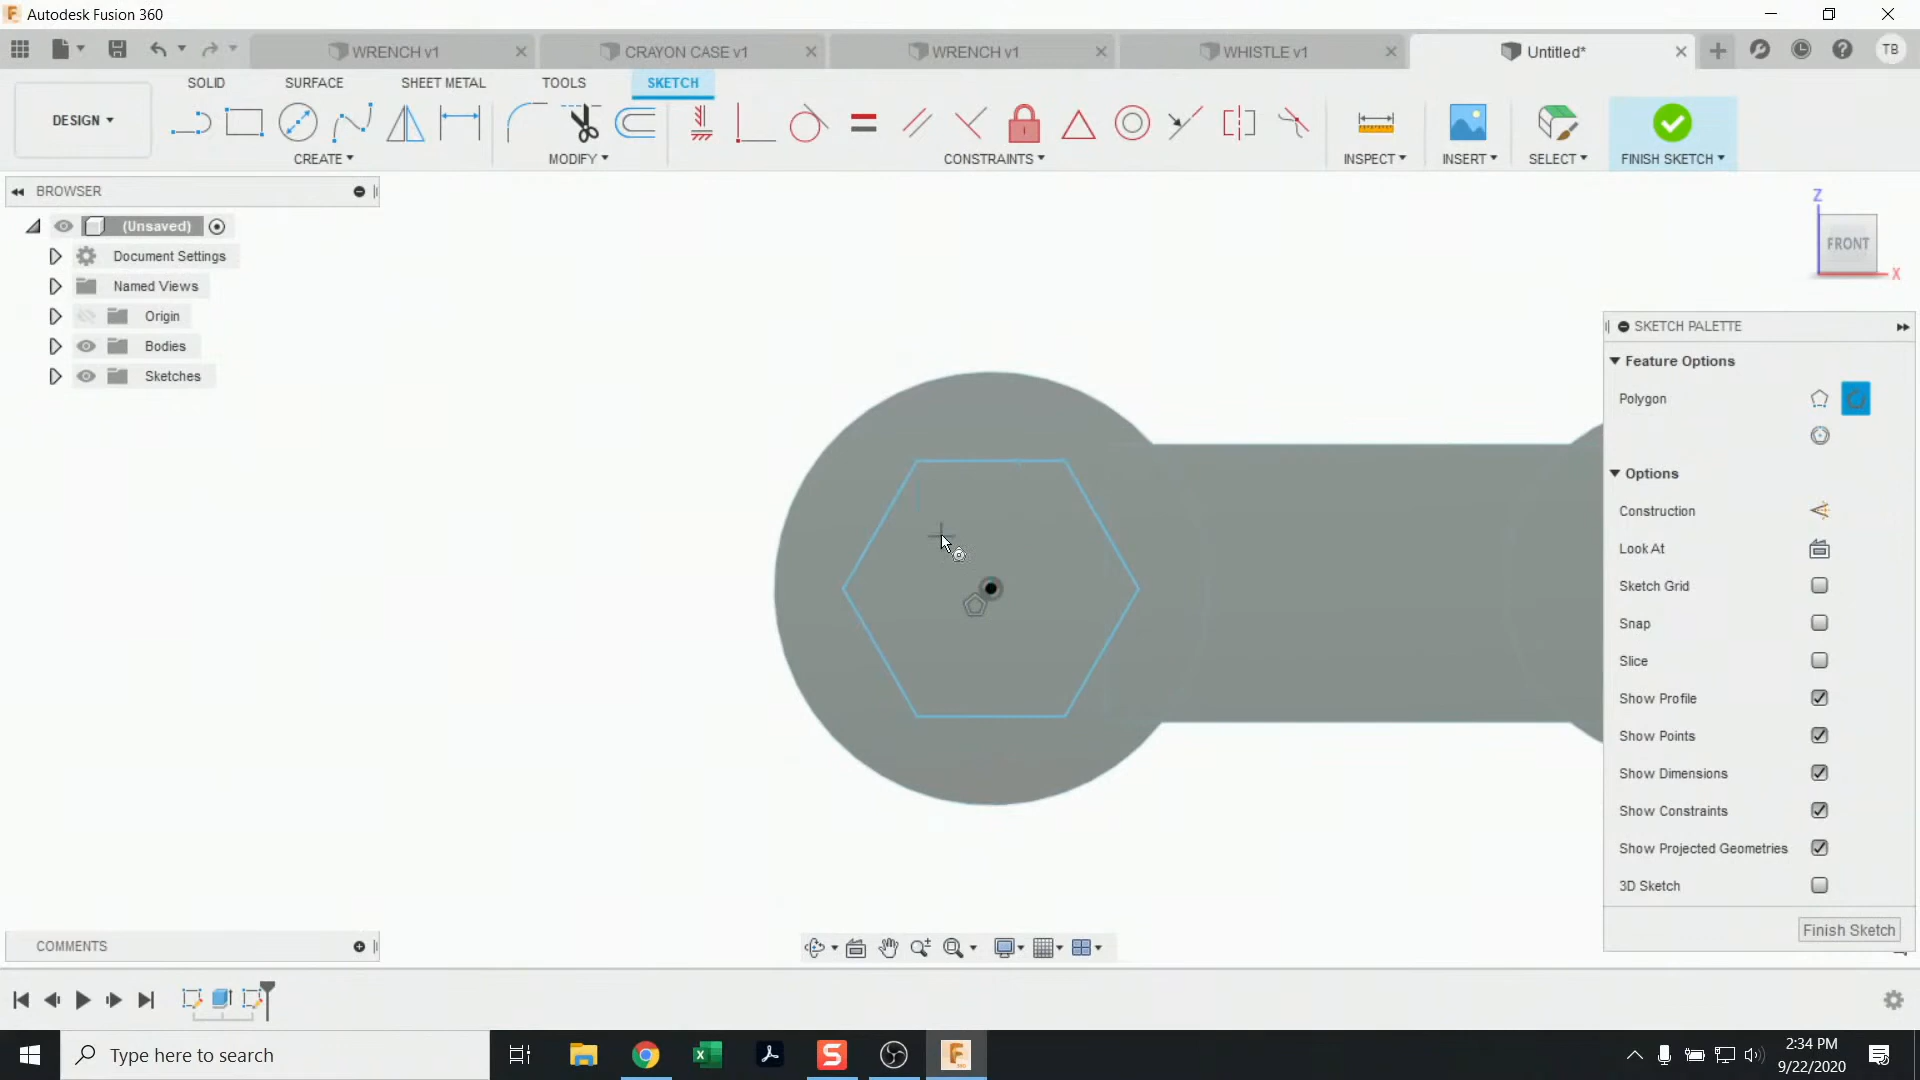 Autodesk Fusion 360
WRENCH v1
CRAYON CASE v1
WRENCH v1
WHISTLE v1
Untitled*
TB
SOLID
SURFACE
SHEET METAL
TOOLS
SKETCH
DESIGN
CREATE
MODIFY
CONSTRAINTS
INSPECT
INSERT
SELECT
FINISH SKETCH
BROWSER
(Unsaved)
Document Settings
Named Views
Origin
Bodies
Sketches
Z
FRONT
X
SKETCH PALETTE
Feature Options
Polygon
Options
Construction
Look At
Sketch Grid
Snap
Slice
Show Profile
Show Points
Show Dimensions
Show Constraints
Show Projected Geometries
3D Sketch
Finish Sketch
COMMENTS
Type here to search
2:34 PM
9/22/2020